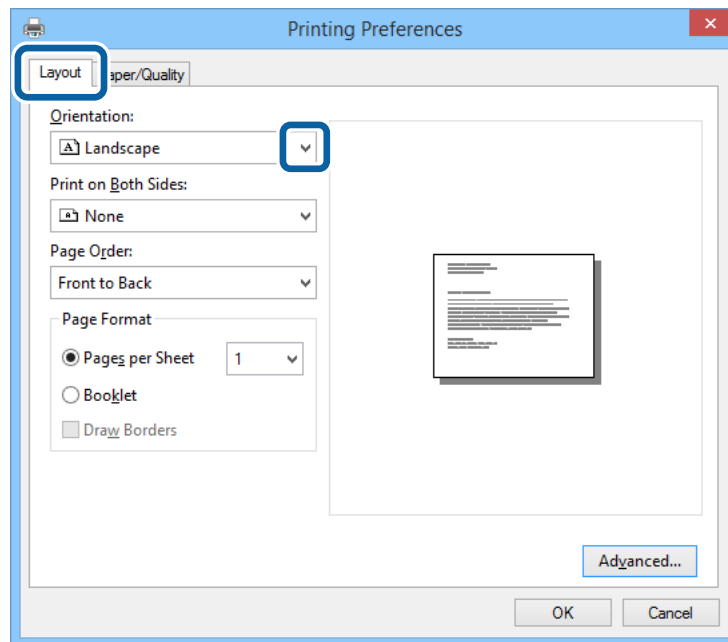 Printing Preferences
Layout
aper/Quality
Orientation:
Landscape
Print on Both Sides:
None
Page Order:
Front to Back
Page Format
Pages per Sheet 1
Booklet
Draw Borders
Advanced...
OK Cancel